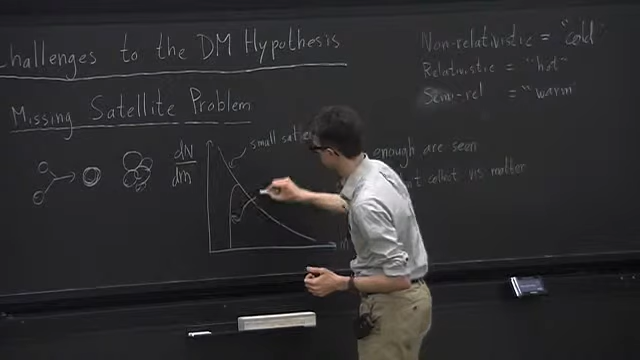 Challenges to the DM Hypothesis
Missing Satellite Problem
dN
dm
small
enough are seen
collect vis matter
Non-relativistic = "cold"
Relativistic = "hot"
Semi-rel = "warm"